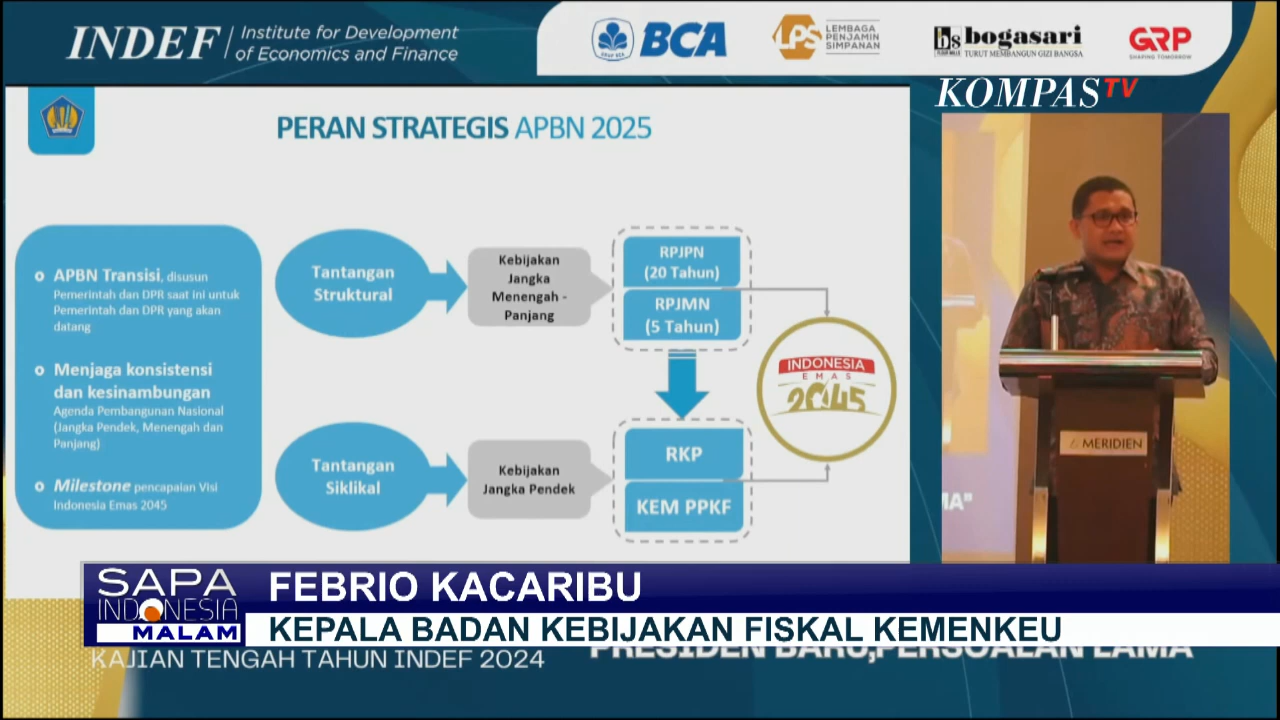 INDEF
Institute for Development
of Economics and Finance
BCA
LPS
LEMBAGA
PENJAMIN
SIMPANAN
bs
bogasari
TURUT MEMBANGUN GIZI BANGSA
GRP
SHAPING TOMORROW
KOMPAS TV
PERAN STRATEGIS APBN 2025
APBN Transisi, disusun
Pemerintah dan DPR saat ini untuk
Pemerintah dan DPR yang akan
datang
Menjaga konsistensi
dan kesinambungan
Agenda Pembangunan Nasional
(Jangka Pendek, Menengah dan
Panjang)
Milestone pencapaian Visi
Indonesia Emas 2045
Tantangan
Struktural
Kebijakan
Jangka
Menengah -
Panjang
RPJPN
(20 Tahun)
RPJMN
(5 Tahun)
INDONESIA
EMAS
2045
Tantangan
Siklikal
Kebijakan
Jangka Pendek
RKP
KEM PPKF
MERIDIEN
MA"
SAPA
INDONESIA
MALAM
FEBRIO KACARIBU
KEPALA BADAN KEBIJAKAN FISKAL KEMENKEU
KAJIAN TENGAH TAHUN INDEF 2024
PRESIDEN BARU,PERSOALAN LAMA